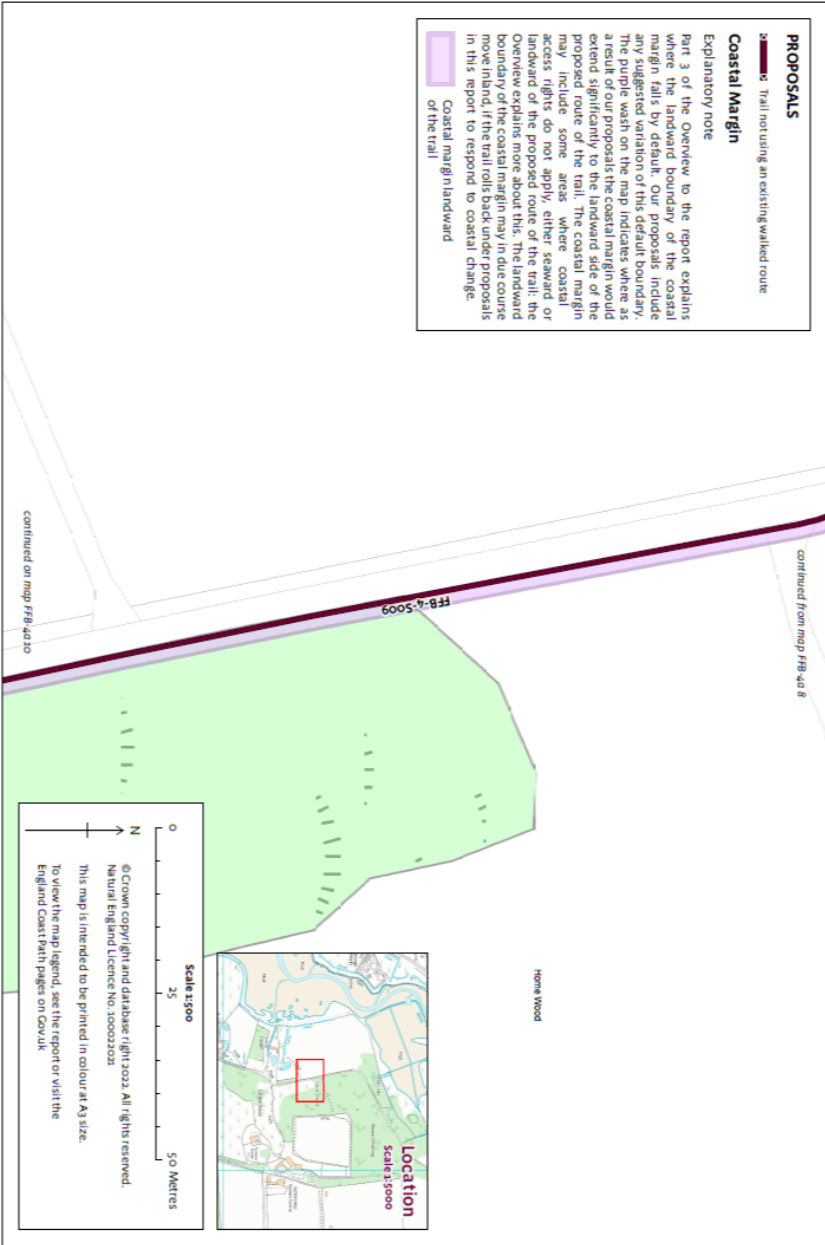 PROPOSALS
Trail not using an existing walked route
Coastal Margin
Explanatory note
Part 3 of the Overview to the report explains
where the landward boundary of the coastal
margin falls by default. Our proposals include
any suggested variation of this default boundary.
The purple wash on the map indicates where as
a result of our proposals the coastal margin would
extend significantly to the landward side of the
proposed route of the trail. The coastal margin
may include some areas where coastal
access rights do not apply, either seaward or
landward of the proposed route of the trail: the
Overview explains more about this. The landward
boundary of the coastal margin may in due course
move inland, if the trail rolls back under proposals
in this report to respond to coastal change.
Coastal margin landward
of the trail
continued from map FFB-4a 8
FFB-4-S009
continued on map FFB-4a 10
Home Wood
Location
Scale 1:5000
Scale 1:500
0 25 50 Metres
N
© Crown copyright and database right 2022. All rights reserved.
Natural England Licence No. 100022021
This map is intended to be printed in colour at A3 size.
To view the map legend, see the report or visit the
England Coast Path pages on Gov.uk